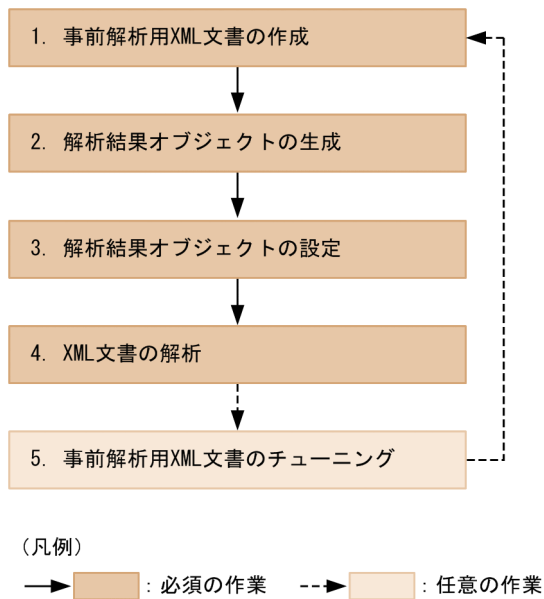 1. 事前解析用XML文書の作成
2. 解析結果オブジェクトの生成
3. 解析結果オブジェクトの設定
4. XML文書の解析
5. 事前解析用XML文書のチューニング
(凡例)
：必須の作業 ：任意の作業